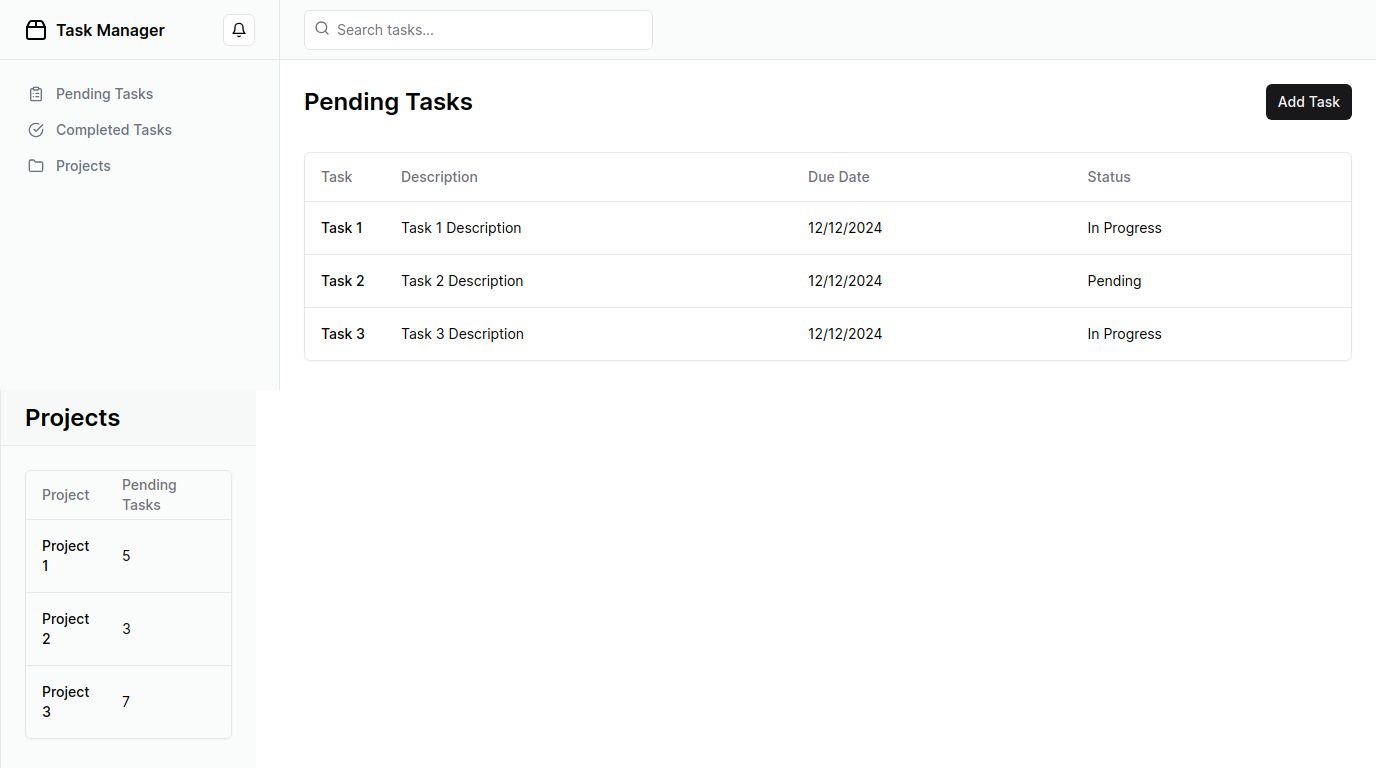 Task Manager
Search tasks...
Pending Tasks
Completed Tasks
Projects
Pending Tasks
Add Task
Task Description Due Date Status
Task 1 Task 1 Description 12/12/2024 In Progress
Task 2 Task 2 Description 12/12/2024 Pending
Task 3 Task 3 Description 12/12/2024 In Progress
Projects
Project
Pending
Tasks
Project
1
5
Project
2
3
Project
3
7